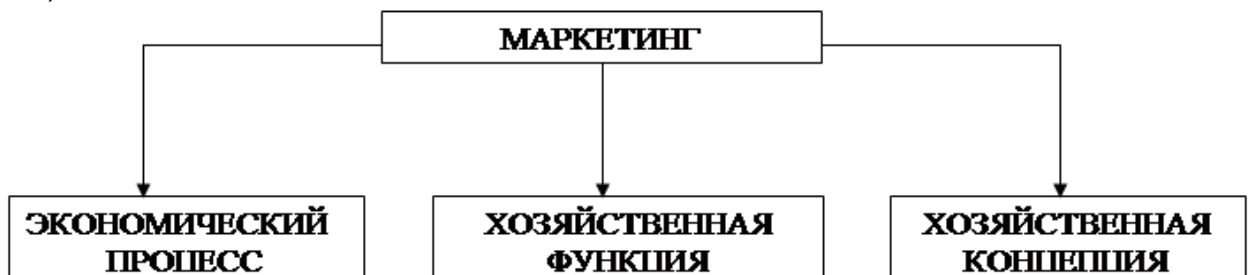 МАРКЕТИНГ
ЭКОНОМИЧЕСКИЙ
ПРОЦЕСС
ХОЗЯЙСТВЕННАЯ
ФУНКЦИЯ
ХОЗЯЙСТВЕННАЯ
КОНЦЕПЦИЯ